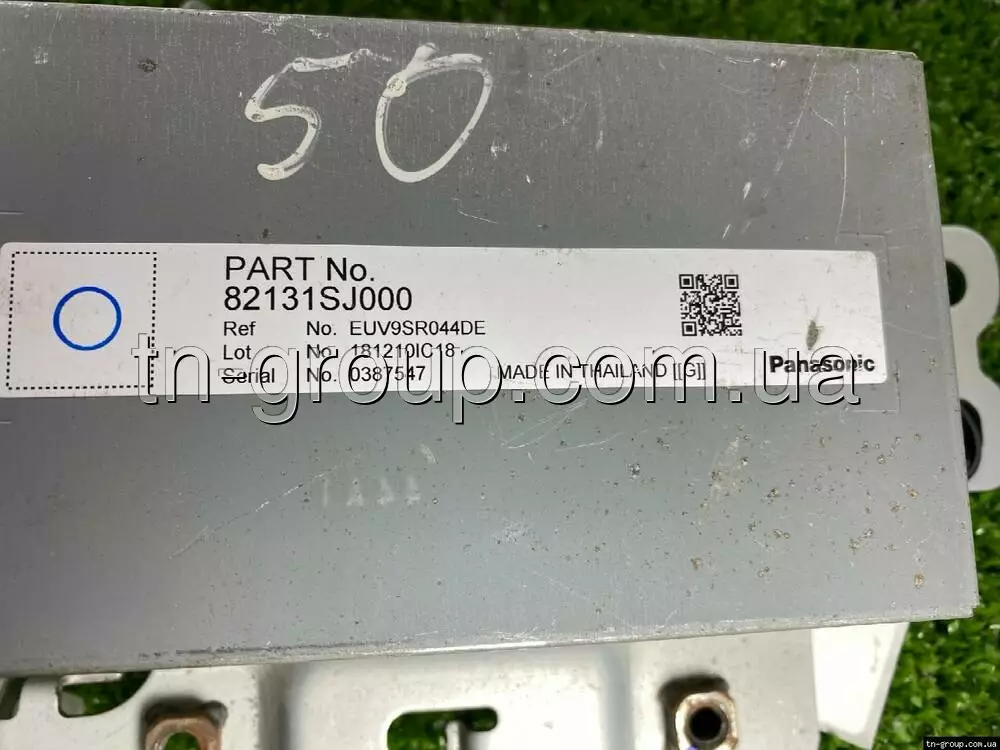 50
PART No.
82131SJ000
Ref No. EUV9SR044DE
Lot No. 181210IC18
Serial No. 0387547
MADE IN THAILAND [[G]]
Panasonic
tn-group.com.ua
tn-group.com.ua